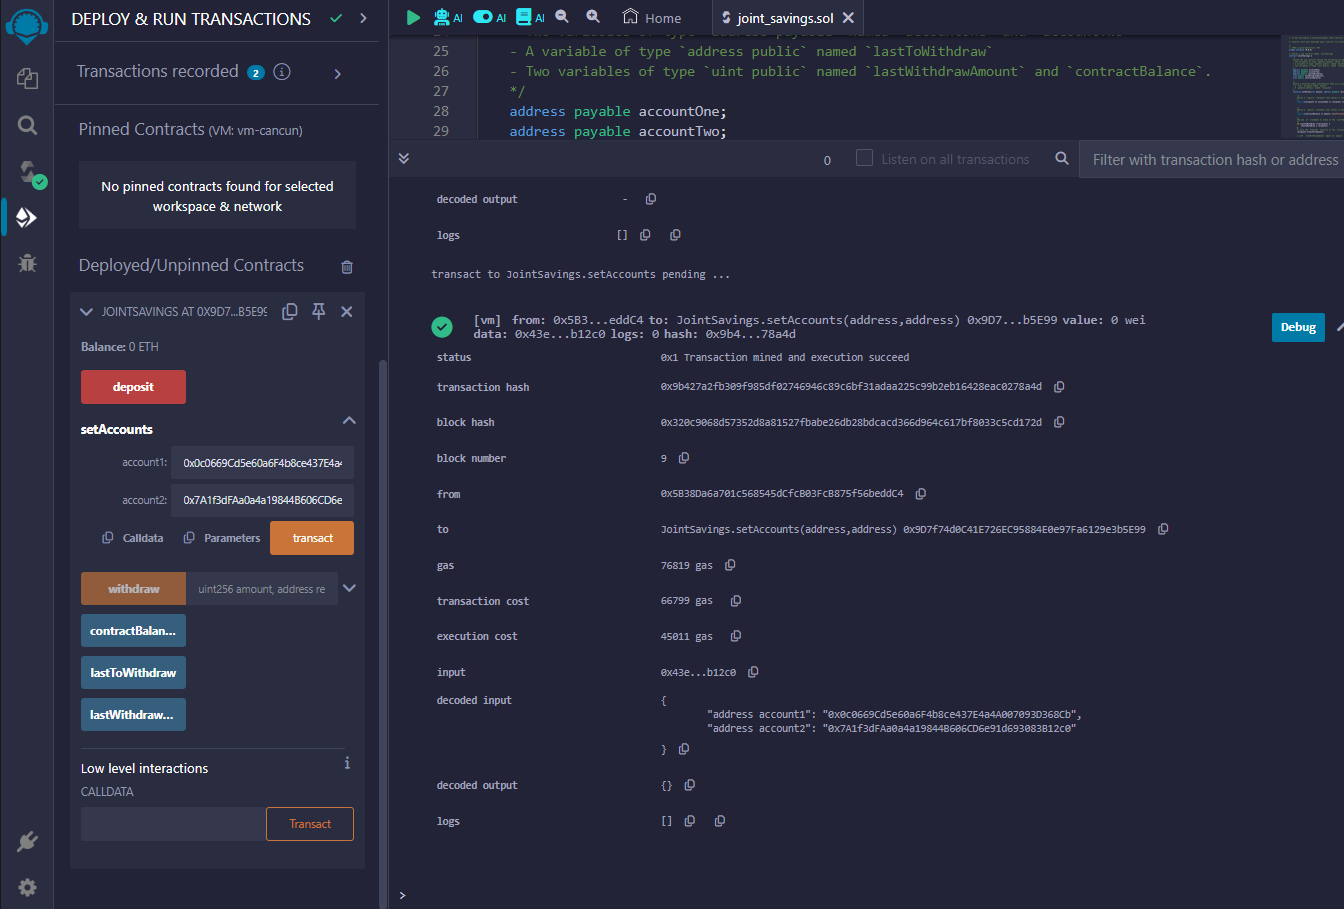 DEPLOY & RUN TRANSACTIONS
Transactions recorded 2 i
Pinned Contracts (VM: vm-cancun)
No pinned contracts found for selected
workspace & network
Deployed/Unpinned Contracts
JOINTSAVINGS AT 0X9D7...B5E99
Balance: 0 ETH
deposit
setAccounts
account1: 0x0c0669Cd5e60a6F4b8ce437E4a4
account2: 0x7A1f3dFAa0a4a19844B606CD6e
Calldata Parameters transact
withdraw uint256 amount, address re
contractBalan...
lastToWithdraw
lastWithdraw...
Low level interactions i
CALLDATA
Transact
AI AI AI Home joint_savings.sol
25 - A variable of type `address public` named `lastToWithdraw`
26 - Two variables of type `uint public` named `lastWithdrawAmount` and `contractBalance`.
27 */
28 address payable accountOne;
29 address payable accountTwo;
0 Listen on all transactions Filter with transaction hash or address
decoded output -
logs []
transact to JointSavings.setAccounts pending ...
[vm] from: 0x5B3...eddC4 to: JointSavings.setAccounts(address,address) 0x9D7...b5E99 value: 0 wei
data: 0x43e...b12c0 logs: 0 hash: 0x9b4...78a4d
Debug
status 0x1 Transaction mined and execution succeed
transaction hash 0x9b427a2fb309f985df02746946c89c6bf31adaa225c99b2eb16428eac0278a4d
block hash 0x320c9068d57352d8a81527fbabe26db28bdcacd366d964c617bf8033c5cd172d
block number 9
from 0x5B38Da6a701c568545dCfcB03FcB875f56beddC4
to JointSavings.setAccounts(address,address) 0x9D7f74d0C41E726EC95884E0e97Fa6129e3b5E99
gas 76819 gas
transaction cost 66799 gas
execution cost 45011 gas
input 0x43e...b12c0
decoded input {
"address account1": "0x0c0669Cd5e60a6F4b8ce437E4a4A007093D368Cb",
"address account2": "0x7A1f3dFAa0a4a19844B606CD6e91d693083B12c0"
}
decoded output {}
logs []
>